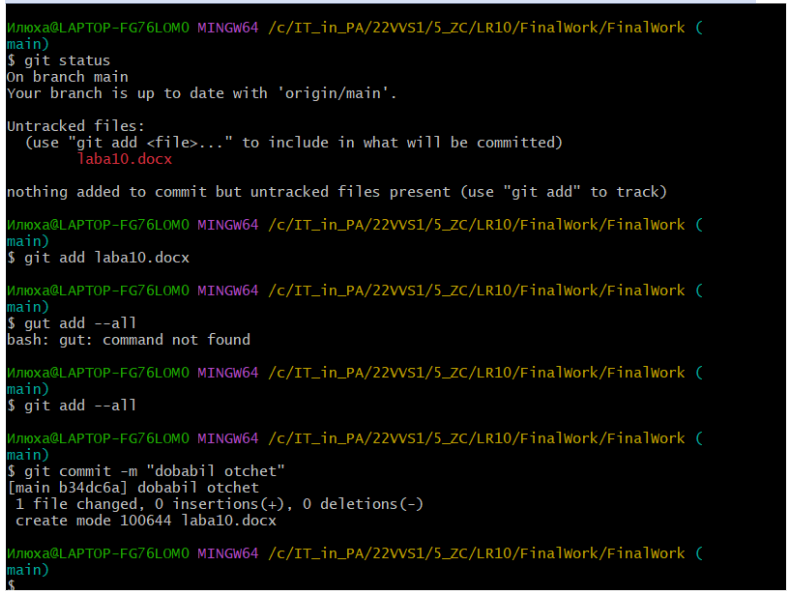 Илюха@LAPTOP-FG76LOMO MINGW64 /c/IT_in_PA/22VVS1/5_ZC/LR10/FinalWork/FinalWork (
main)
$ git status
On branch main
Your branch is up to date with 'origin/main'.
Untracked files:
(use "git add <file>..." to include in what will be committed)
laba10.docx
nothing added to commit but untracked files present (use "git add" to track)
Илюха@LAPTOP-FG76LOMO MINGW64 /c/IT_in_PA/22VVS1/5_ZC/LR10/FinalWork/FinalWork (
main)
$ git add laba10.docx
Илюха@LAPTOP-FG76LOMO MINGW64 /c/IT_in_PA/22VVS1/5_ZC/LR10/FinalWork/FinalWork (
main)
$ gut add --all
bash: gut: command not found
Илюха@LAPTOP-FG76LOMO MINGW64 /c/IT_in_PA/22VVS1/5_ZC/LR10/FinalWork/FinalWork (
main)
$ git add --all
Илюха@LAPTOP-FG76LOMO MINGW64 /c/IT_in_PA/22VVS1/5_ZC/LR10/FinalWork/FinalWork (
main)
$ git commit -m "dobabil otchet"
[main b34dc6a] dobabil otchet
1 file changed, 0 insertions(+), 0 deletions(-)
create mode 100644 laba10.docx
Илюха@LAPTOP-FG76LOMO MINGW64 /c/IT_in_PA/22VVS1/5_ZC/LR10/FinalWork/FinalWork (
main)
$